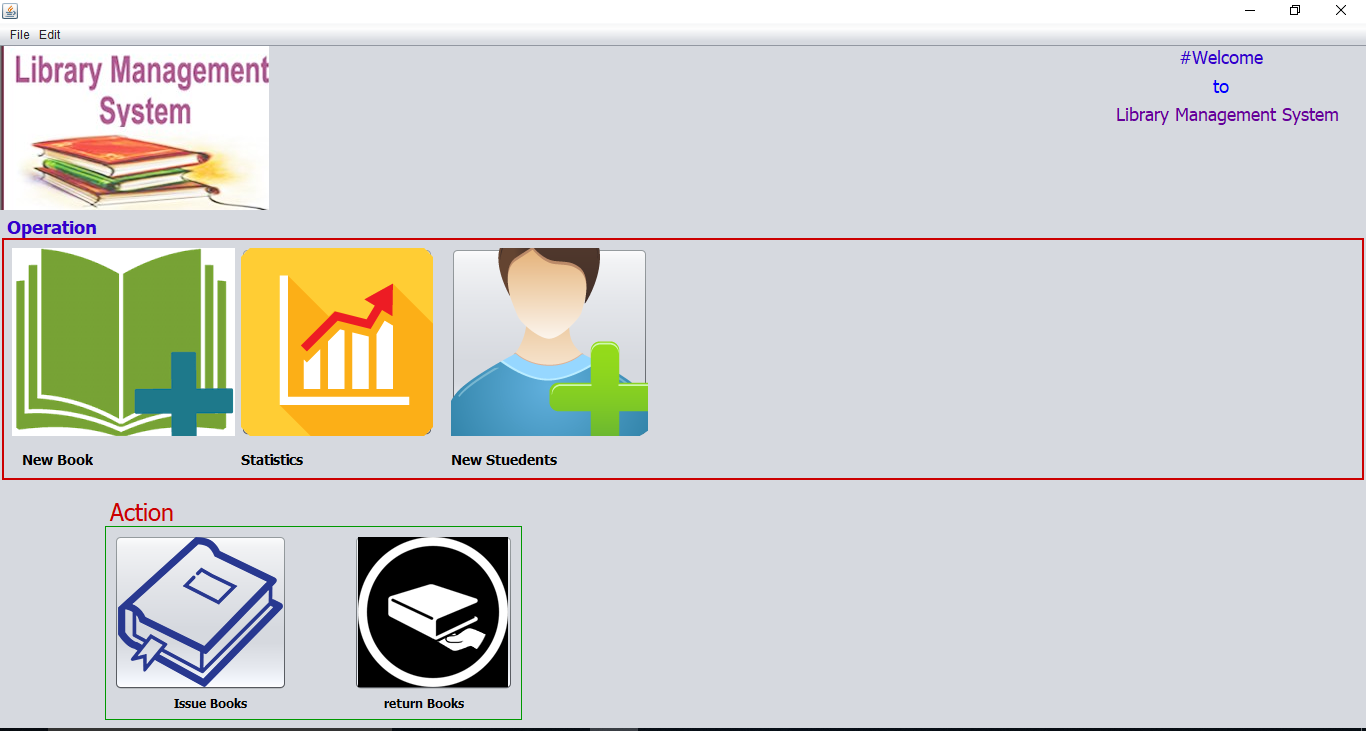 File Edit
Library Management
System
#Welcome
to
Library Management System
Operation
New Book
Statistics
New Stuedents
Action
Issue Books
return Books